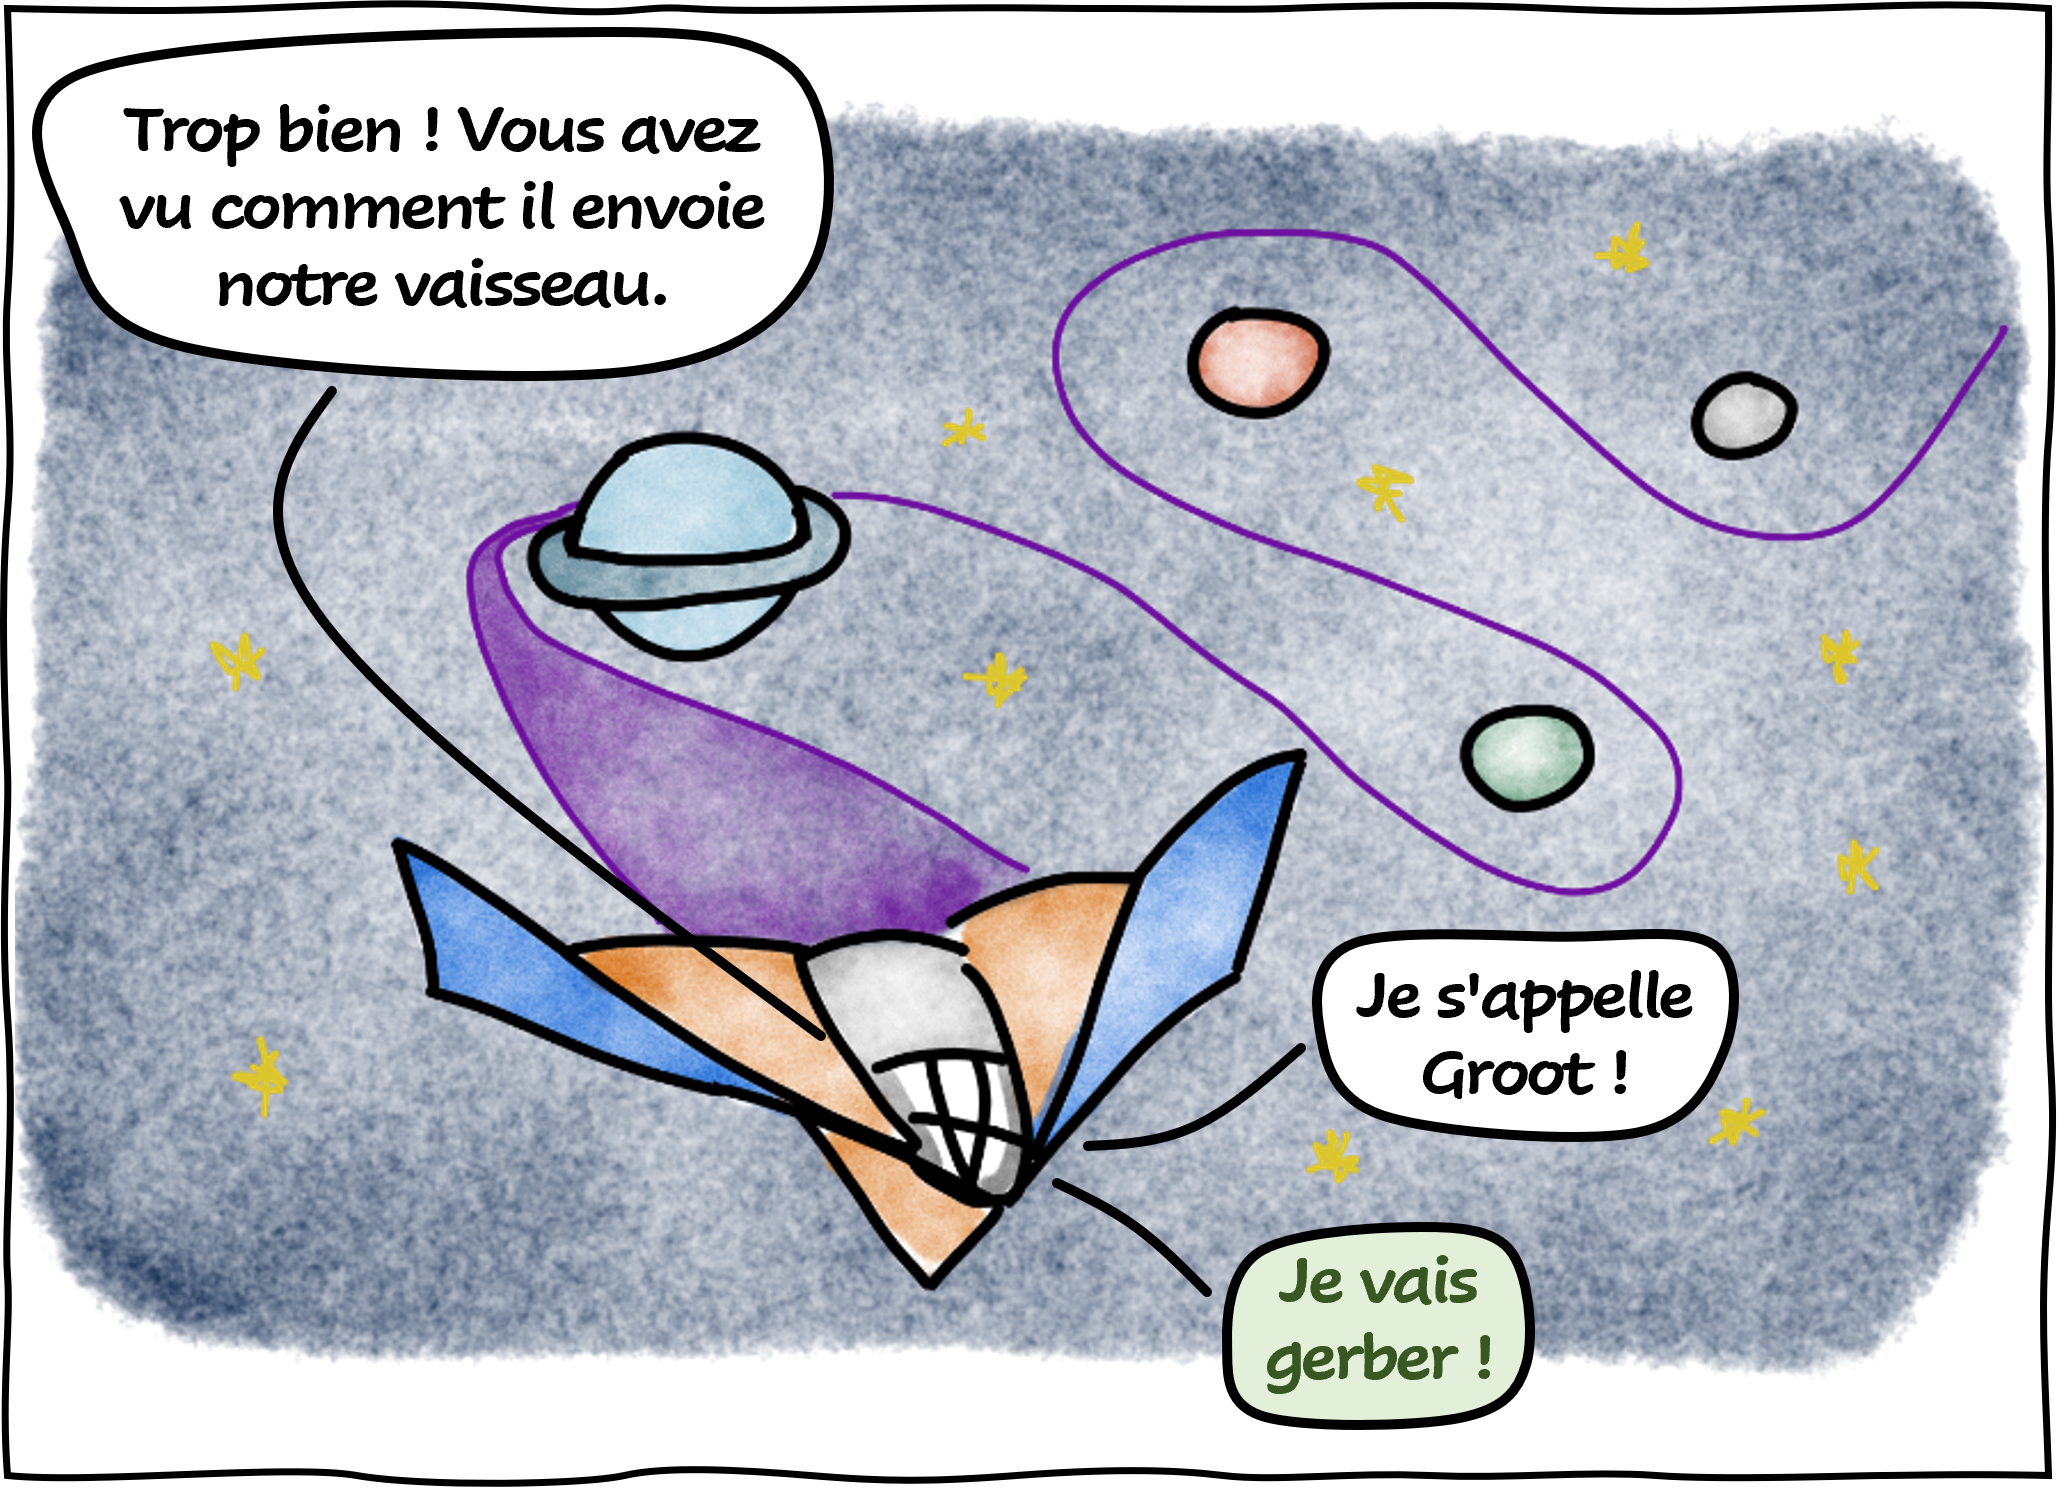 Trop bien ! Vous avez
vu comment il envoie
notre vaisseau.
Je s'appelle
Groot !
Je vais
gerber !